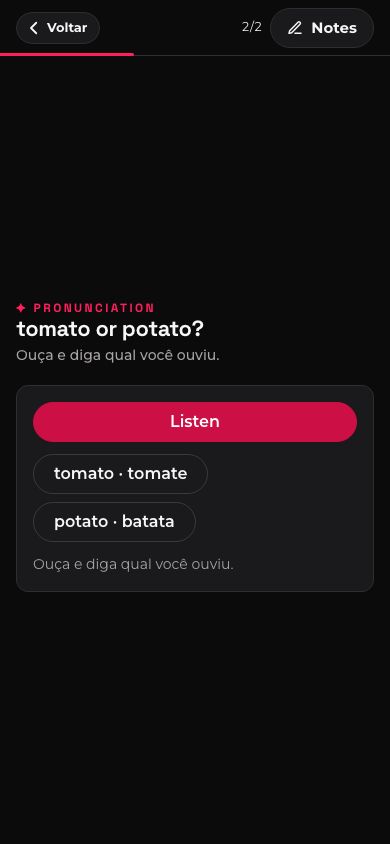 Voltar
2/2
Notes
PRONUNCIATION
tomato or potato?
Ouça e diga qual você ouviu.
Listen
tomato · tomate
potato · batata
Ouça e diga qual você ouviu.